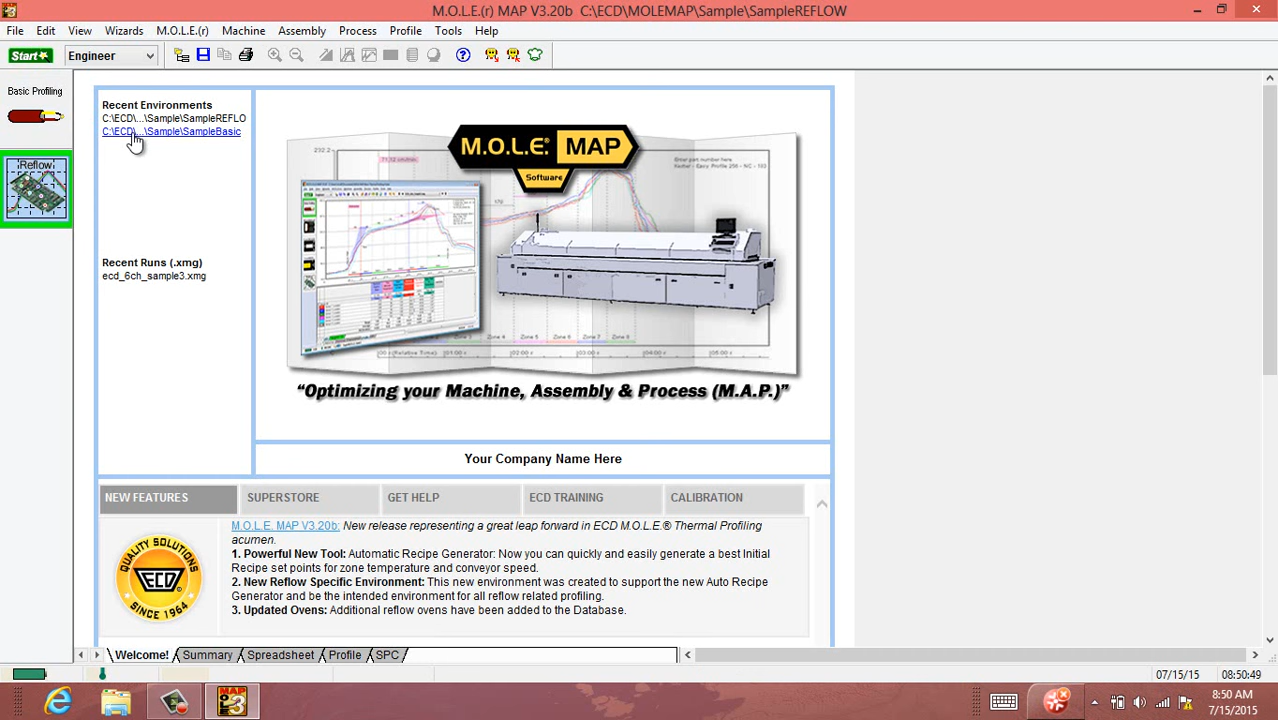 M.O.L.E.(r) MAP V3.20b C:\ECD\MOLEMAP\Sample\SampleREFLOW
File Edit View Wizards M.O.L.E.(r) Machine Assembly Process Profile Tools Help
Start Engineer
Basic Profiling
Reflow
Recent Environments
C:\ECD\...\Sample\SampleREFLO
C:\ECD\...\Sample\SampleBasic
Recent Runs (.xmg)
ecd_6ch_sample3.xmg
M.O.L.E.® MAP
Software
“Optimizing your Machine, Assembly & Process (M.A.P.)”
Your Company Name Here
NEW FEATURES SUPERSTORE GET HELP ECD TRAINING CALIBRATION
M.O.L.E. MAP V3.20b: New release representing a great leap forward in ECD M.O.L.E.® Thermal Profiling
acumen.
1. Powerful New Tool: Automatic Recipe Generator: Now you can quickly and easily generate a best Initial
Recipe set points for zone temperature and conveyor speed.
2. New Reflow Specific Environment: This new environment was created to support the new Auto Recipe
Generator and be the intended environment for all reflow related profiling.
3. Updated Ovens: Additional reflow ovens have been added to the Database.
QUALITY SOLUTIONS
ECD
SINCE 1964
Welcome! Summary Spreadsheet Profile SPC
07/15/15 08:50:49
MAP 3
8:50 AM
7/15/2015